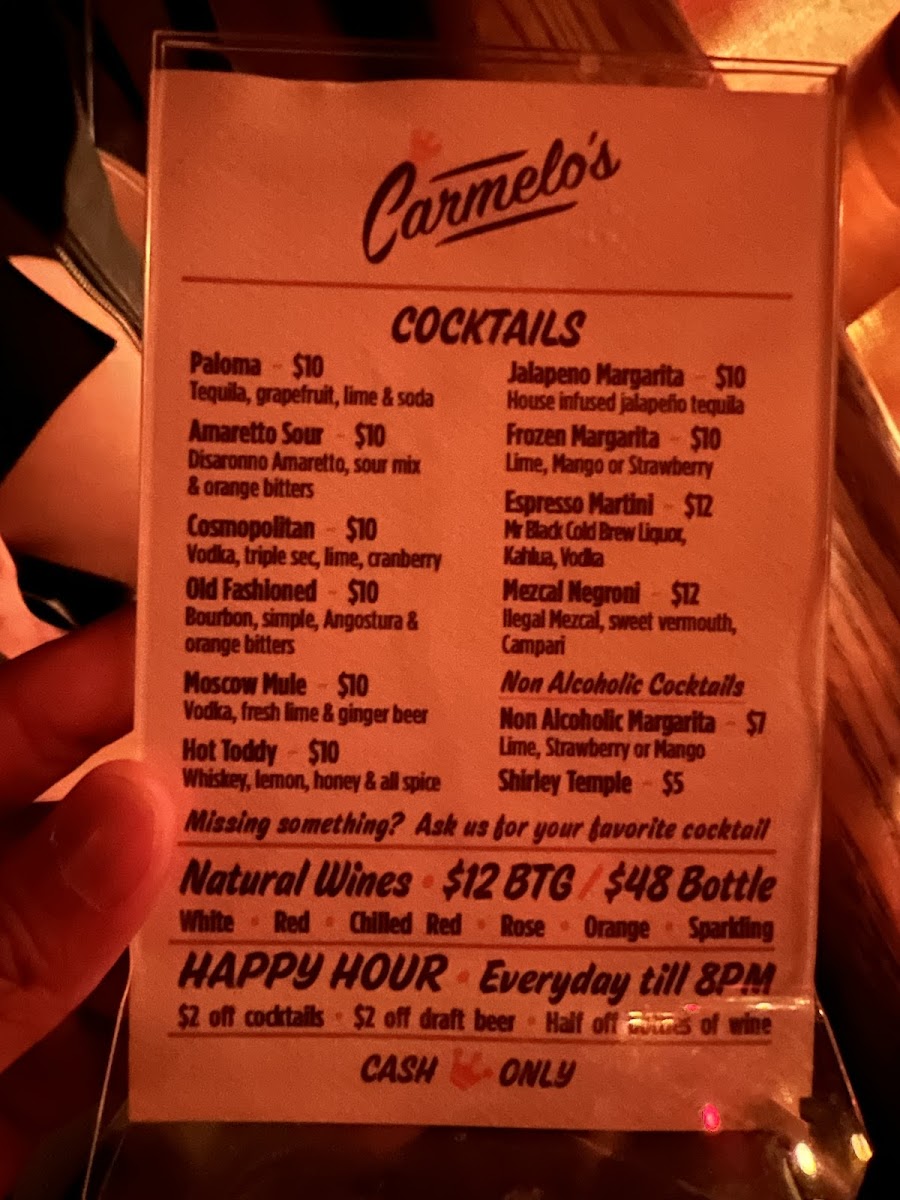 Carmelo's
COCKTAILS
Paloma - $10
Tequila, grapefruit, lime & soda
Amaretto Sour - $10
Disaronno Amaretto, sour mix
& orange bitters
Cosmopolitan - $10
Vodka, triple sec, lime, cranberry
Old Fashioned - $10
Bourbon, simple, Angostura &
orange bitters
Moscow Mule - $10
Vodka, fresh lime & ginger beer
Hot Toddy - $10
Whiskey, lemon, honey & all spice
Jalapeno Margarita - $10
House infused jalapeño tequila
Frozen Margarita - $10
Lime, Mango or Strawberry
Espresso Martini - $12
Mr Black Cold Brew Liquor,
Kahlua, Vodka
Mezcal Negroni - $12
Ilegal Mezcal, sweet vermouth,
Campari
Non Alcoholic Cocktails
Non Alcoholic Margarita - $7
Lime, Strawberry or Mango
Shirley Temple - $5
Missing something? Ask us for your favorite cocktail
Natural Wines • $12 BTG / $48 Bottle
White • Red • Chilled Red • Rose • Orange • Sparkling
HAPPY HOUR • Everyday till 8PM
$2 off cocktails • $2 off draft beer • Half off bottles of wine
CASH ONLY